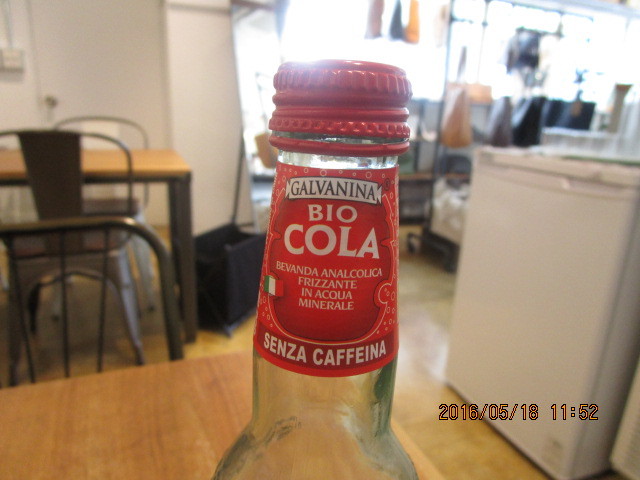 GALVANINA
BIO
COLA
BEVANDA ANALCOLICA
FRIZZANTE
IN ACQUA
MINERALE
SENZA CAFFEINA
2016/05/18 11:52